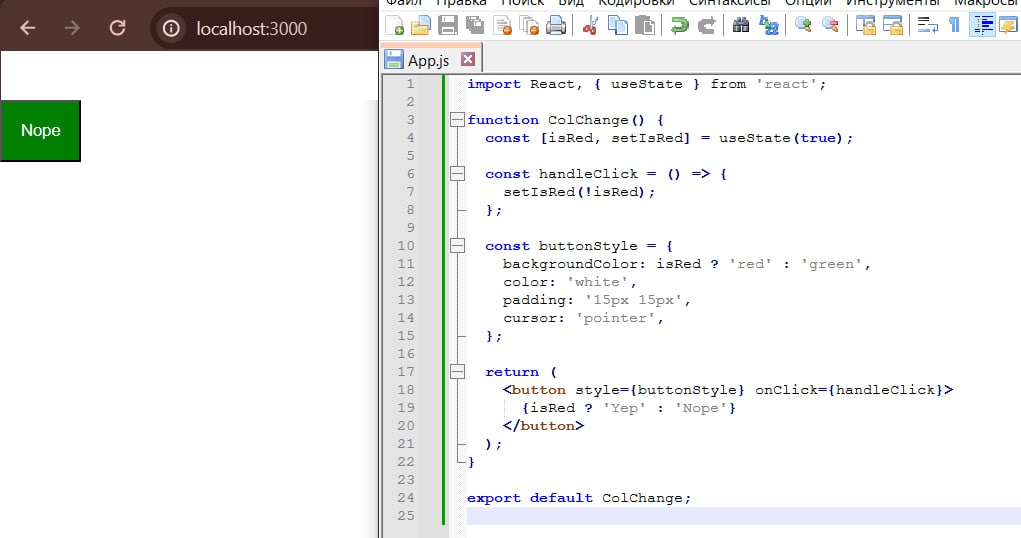 localhost:3000
Nope
Файл Правка Поиск Вид Кодировки Синтаксисы Опции Инструменты Макросы
App.js
1 import React, { useState } from 'react';
2
3 function ColChange() {
4 const [isRed, setIsRed] = useState(true);
5
6 const handleClick = () => {
7 setIsRed(!isRed);
8 };
9
10 const buttonStyle = {
11 backgroundColor: isRed ? 'red' : 'green',
12 color: 'white',
13 padding: '15px 15px',
14 cursor: 'pointer',
15 };
16
17 return (
18 <button style={buttonStyle} onClick={handleClick}>
19 {isRed ? 'Yep' : 'Nope'}
20 </button>
21 );
22 }
23
24 export default ColChange;
25